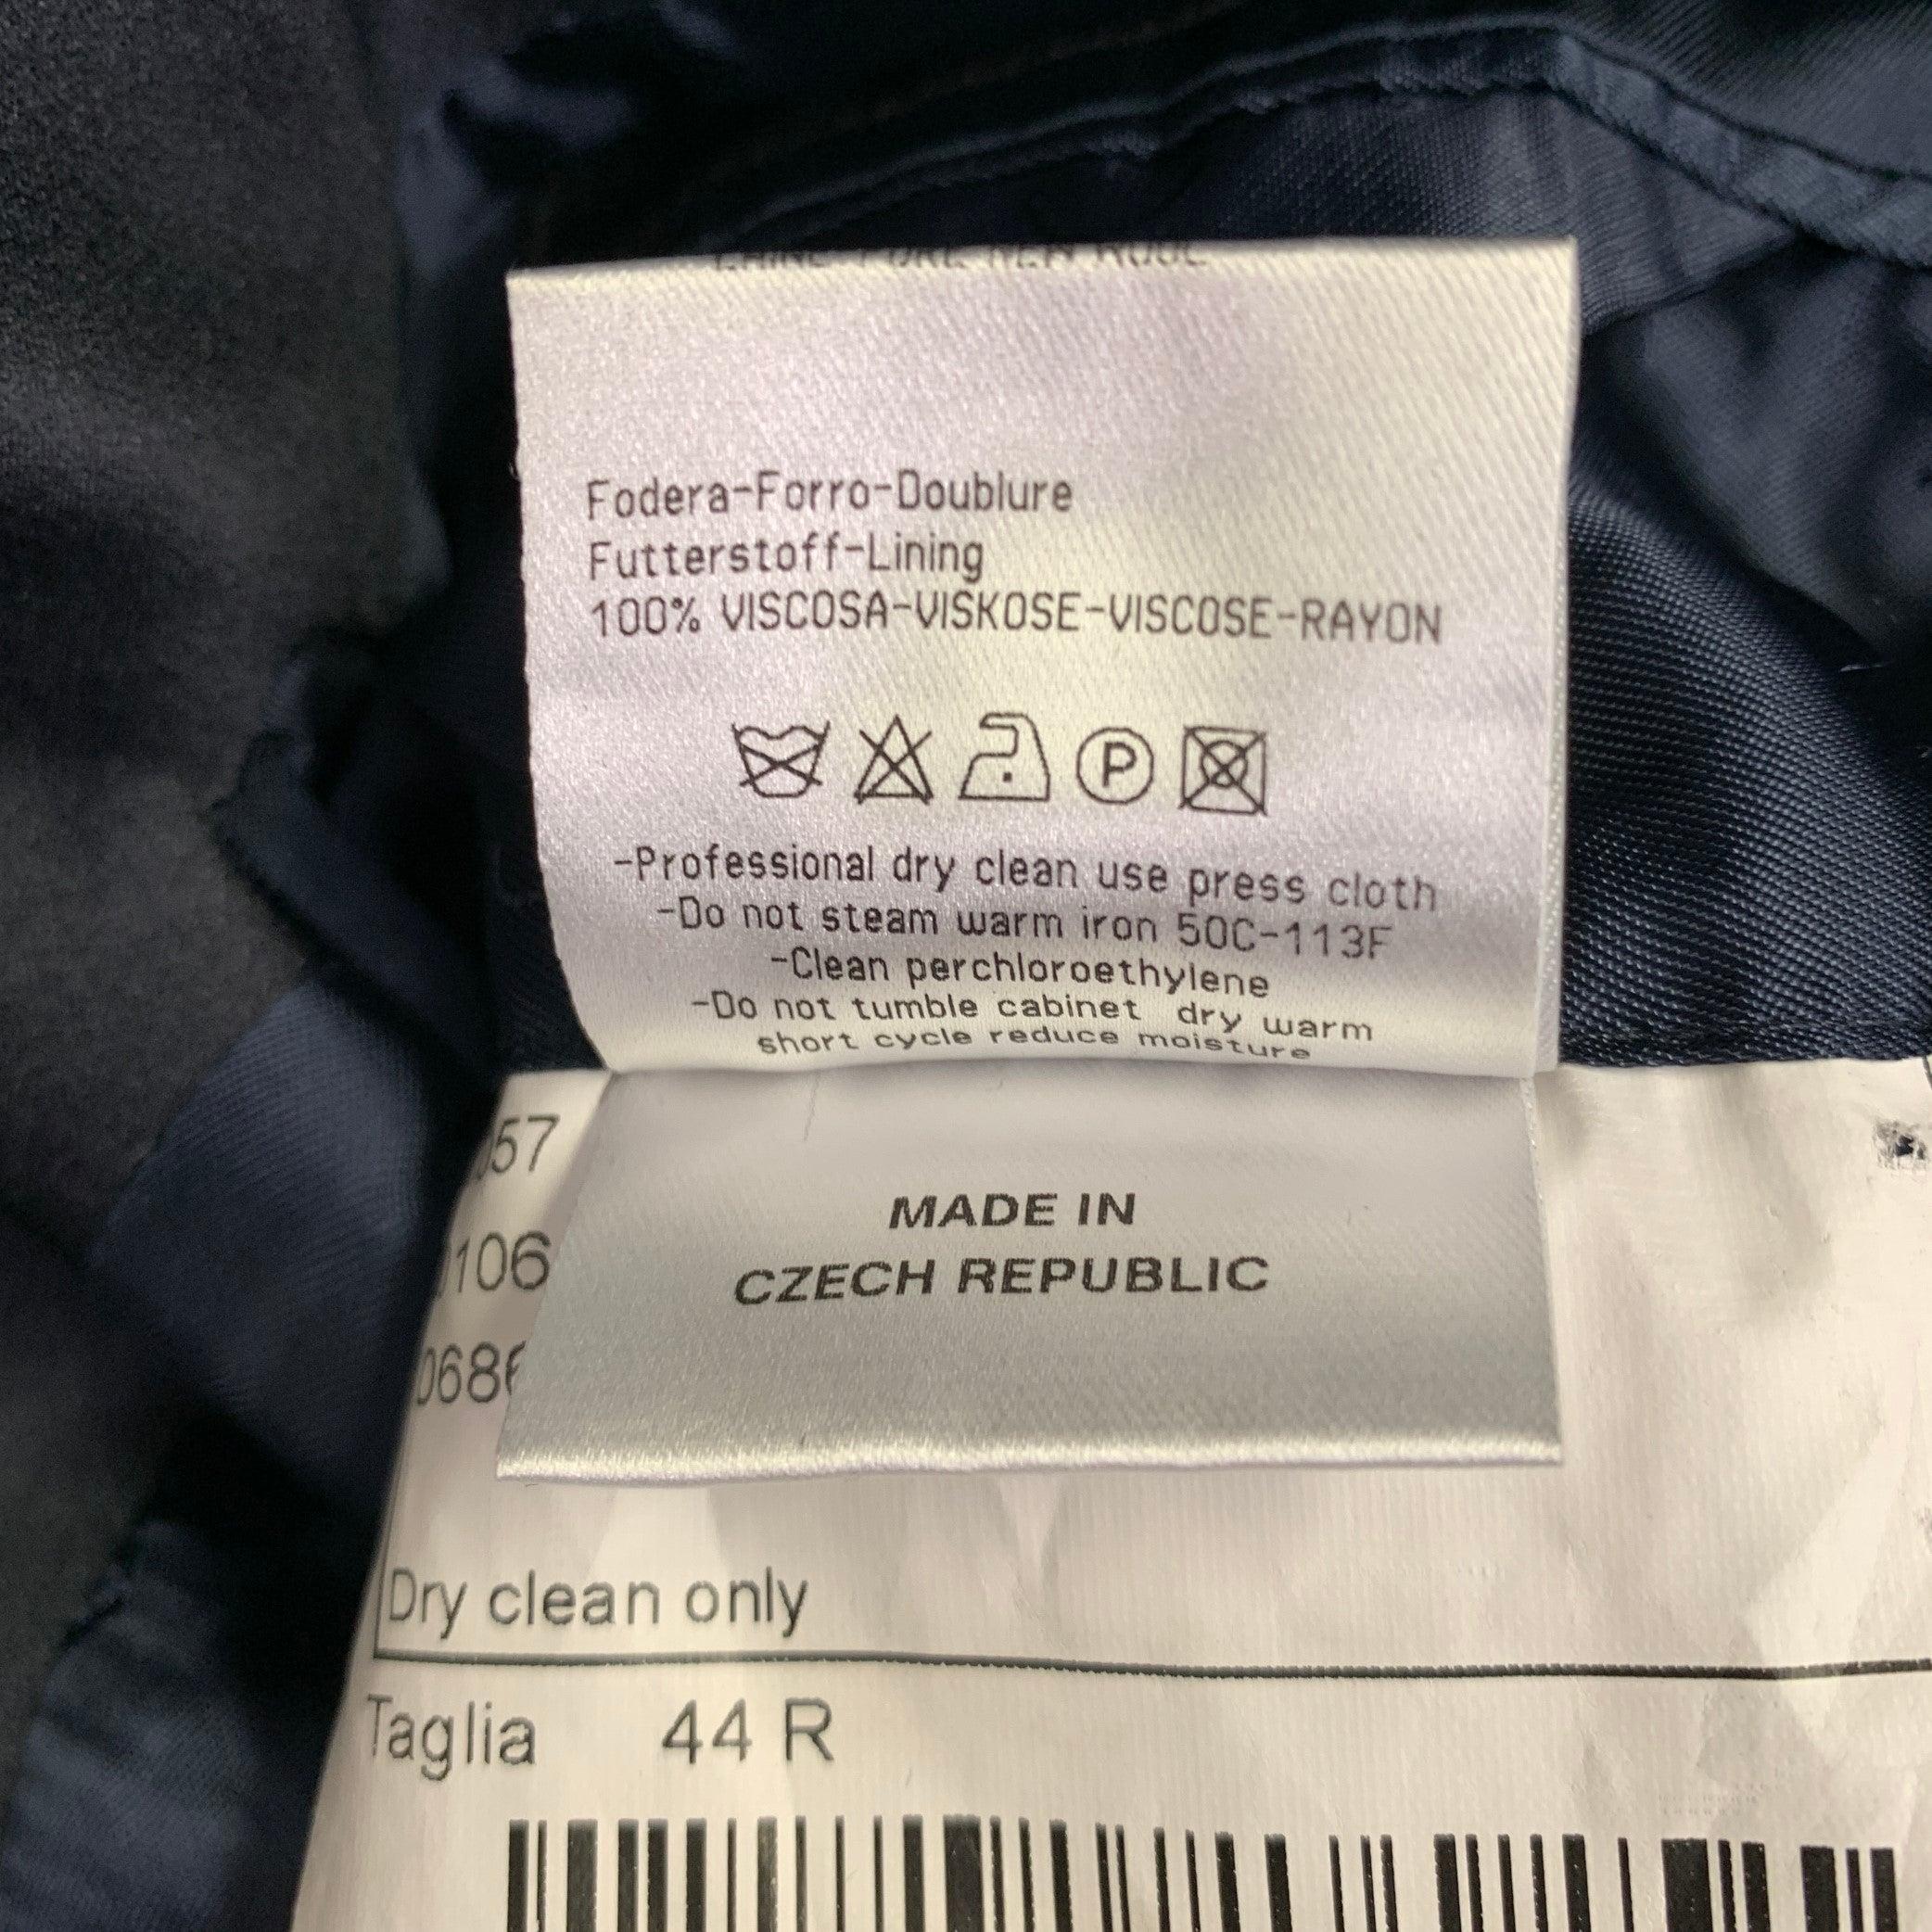 Fodera-Forro-Doublure
Futterstoff-Lining
100% VISCOSA-VISKOSE-VISCOSE-RAYON
P
-Professional dry clean use press cloth
-Do not steam warm iron 50C-113F
-Clean perchloroethylene
-Do not tumble cabinet dry warm
short cycle reduce moisture
57
106
MADE IN
CZECH REPUBLIC
Dry clean only
Taglia 44 R